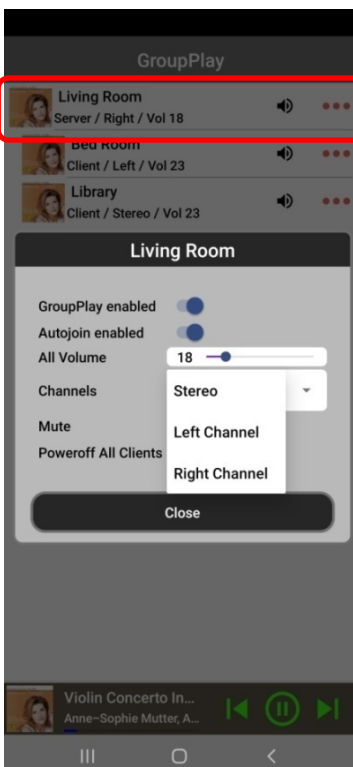 GroupPlay
Living Room
Server / Right / Vol 18
Bed Room
Client / Left / Vol 23
Library
Client / Stereo / Vol 23
Living Room
GroupPlay enabled
Autojoin enabled
All Volume 18
Channels Stereo
Left Channel
Mute
Poweroff All Clients
Right Channel
Close
Violin Concerto In...
Anne-Sophie Mutter, A...